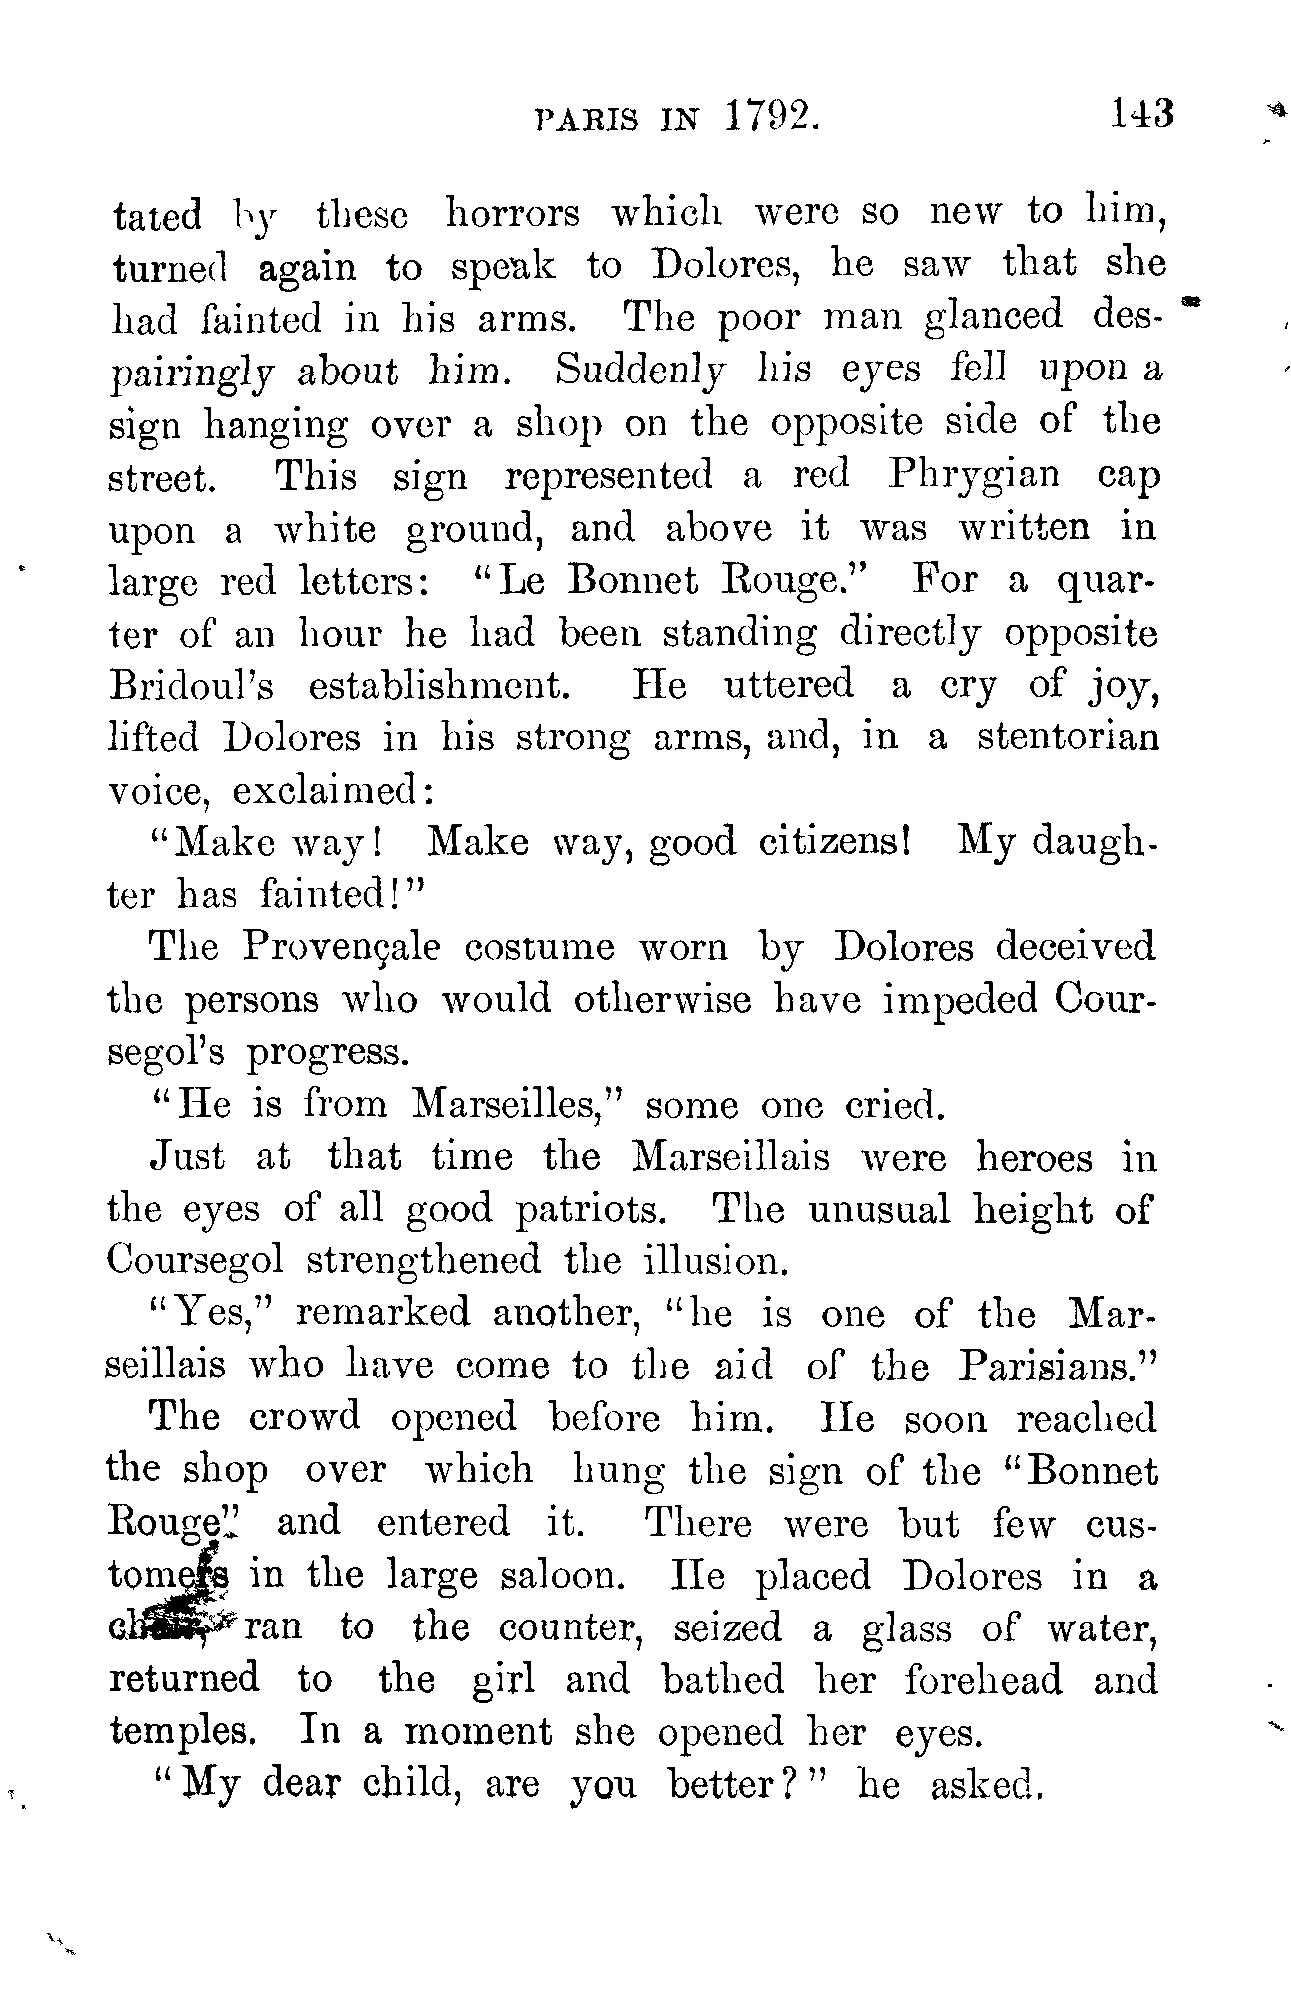 PARIS IN 1792. 143
tated by these horrors which were so new to him,
turned again to speak to Dolores, he saw that she
had fainted in his arms. The poor man glanced des-
pairingly about him. Suddenly his eyes fell upon a
sign hanging over a shop on the opposite side of the
street. This sign represented a red Phrygian cap
upon a white ground, and above it was written in
large red letters: "Le Bonnet Rouge." For a quar-
ter of an hour he had been standing directly opposite
Bridoul's establishment. He uttered a cry of joy,
lifted Dolores in his strong arms, and, in a stentorian
voice, exclaimed:
"Make way! Make way, good citizens! My daugh-
ter has fainted!"
The Provençale costume worn by Dolores deceived
the persons who would otherwise have impeded Cour-
segol's progress.
"He is from Marseilles," some one cried.
Just at that time the Marseillais were heroes in
the eyes of all good patriots. The unusual height of
Coursegol strengthened the illusion.
"Yes," remarked another, "he is one of the Mar-
seillais who have come to the aid of the Parisians."
The crowd opened before him. He soon reached
the shop over which hung the sign of the "Bonnet
Rouge" and entered it. There were but few cus-
tomers in the large saloon. He placed Dolores in a
ran to the counter, seized a glass of water,
returned to the girl and bathed her forehead and
temples. In a moment she opened her eyes.
"My dear child, are you better?" he asked.